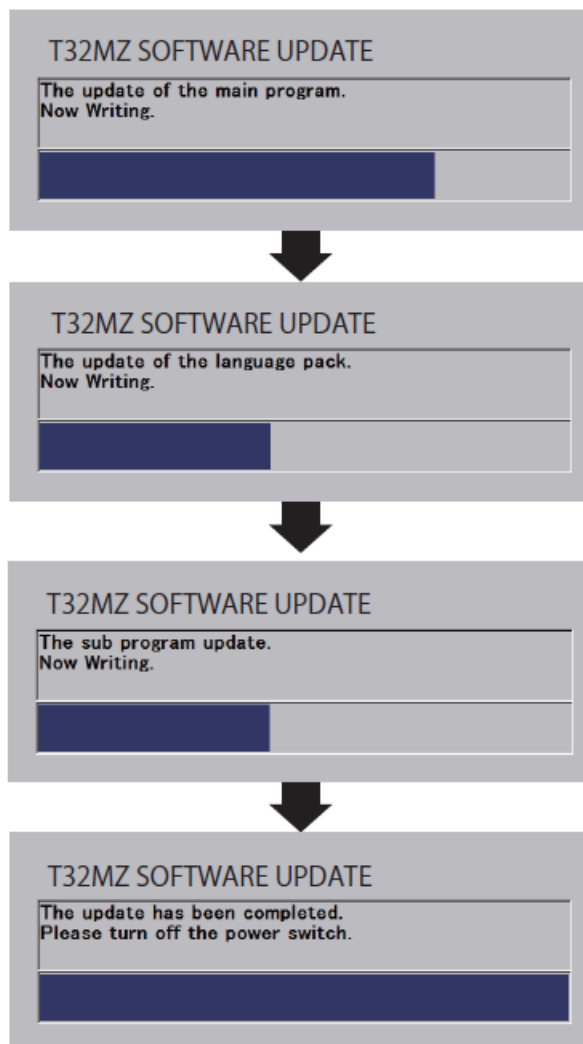 T32MZ SOFTWARE UPDATE
The update of the main program.
Now Writing.
T32MZ SOFTWARE UPDATE
The update of the language pack.
Now Writing.
T32MZ SOFTWARE UPDATE
The sub program update.
Now Writing.
T32MZ SOFTWARE UPDATE
The update has been completed.
Please turn off the power switch.